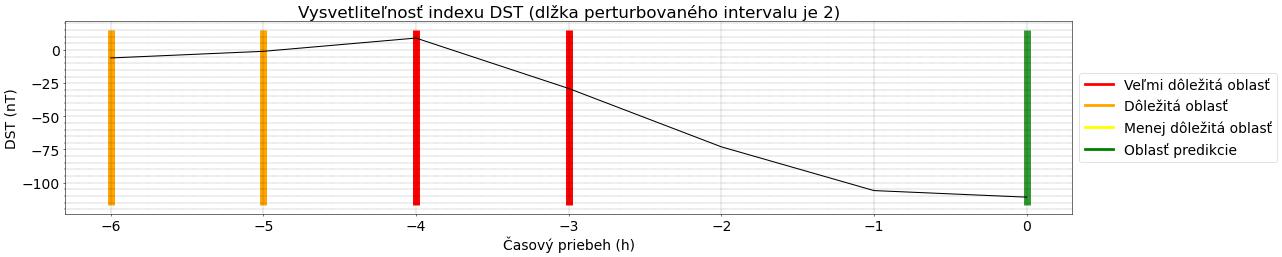 Vysvetliteľnosť indexu DST (dĺžka perturbovaného intervalu je 2)
DST (nT)
0
−25
−50
−75
−100
−6
−5
−4
−3
−2
−1
0
Časový priebeh (h)
Veľmi dôležitá oblasť
Dôležitá oblasť
Menej dôležitá oblasť
Oblasť predikcie